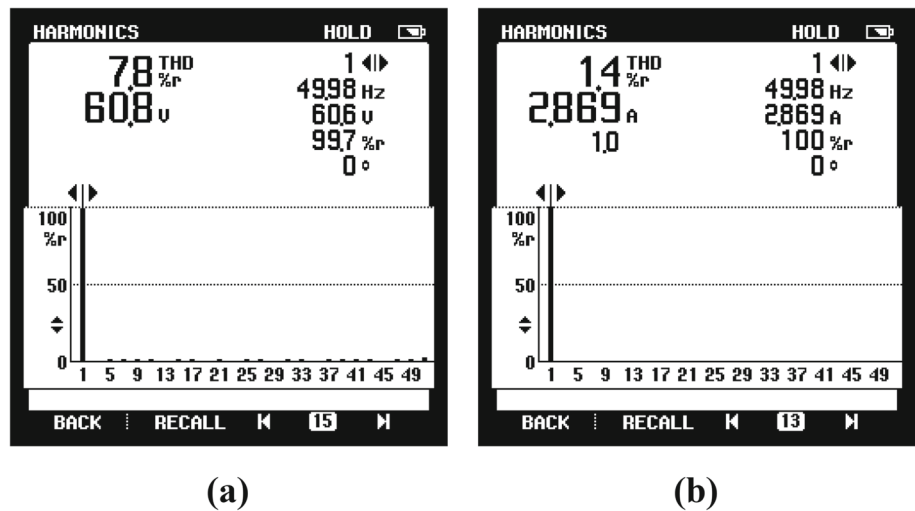 HARMONICS HOLD
7.8 THD %r 1
60.8 V 49.98 Hz
60.6 V
99.7 %r
0 °
100
%r
50
0
1 5 9 13 17 21 25 29 33 37 41 45 49
BACK RECALL 15
(a)
HARMONICS HOLD
1.4 THD %r 1
2.869 A 49.98 Hz
1.0 2.869 A
100 %r
0 °
100
%r
50
0
1 5 9 13 17 21 25 29 33 37 41 45 49
BACK RECALL 13
(b)